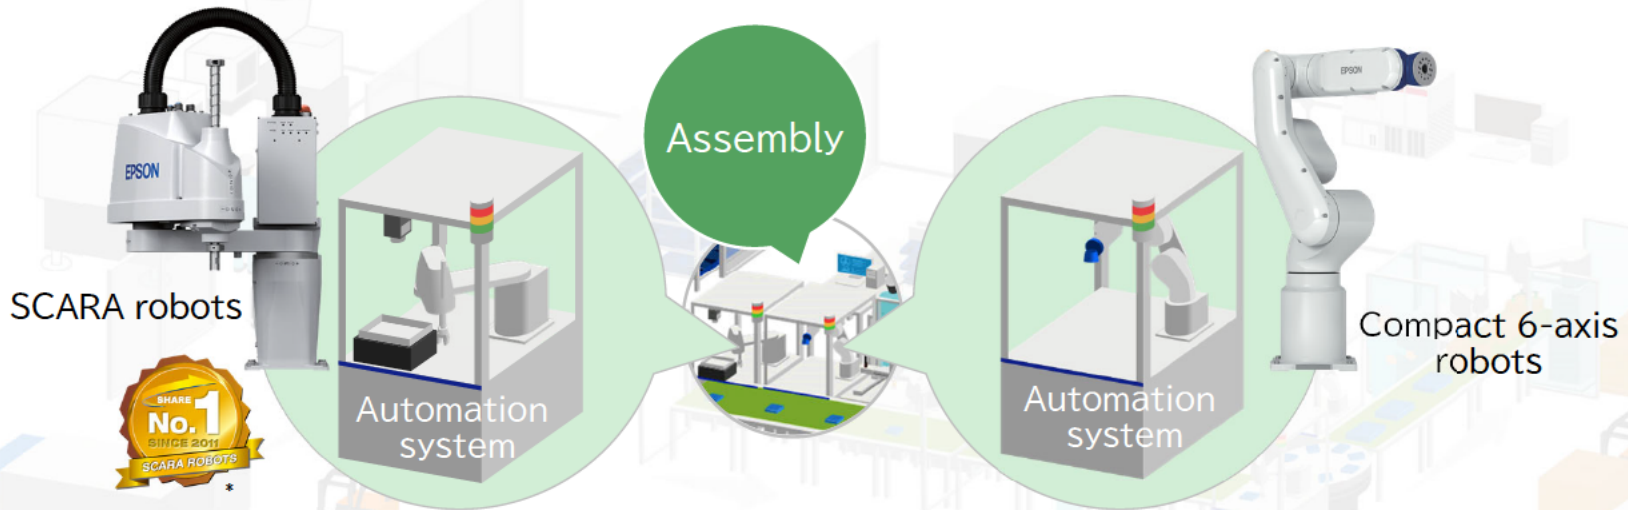 EPSON
SCARA robots
SHARE
No.1
SINCE 2011
SCARA ROBOTS
*
Automation
system
Assembly
Automation
system
EPSON
Compact 6-axis
robots